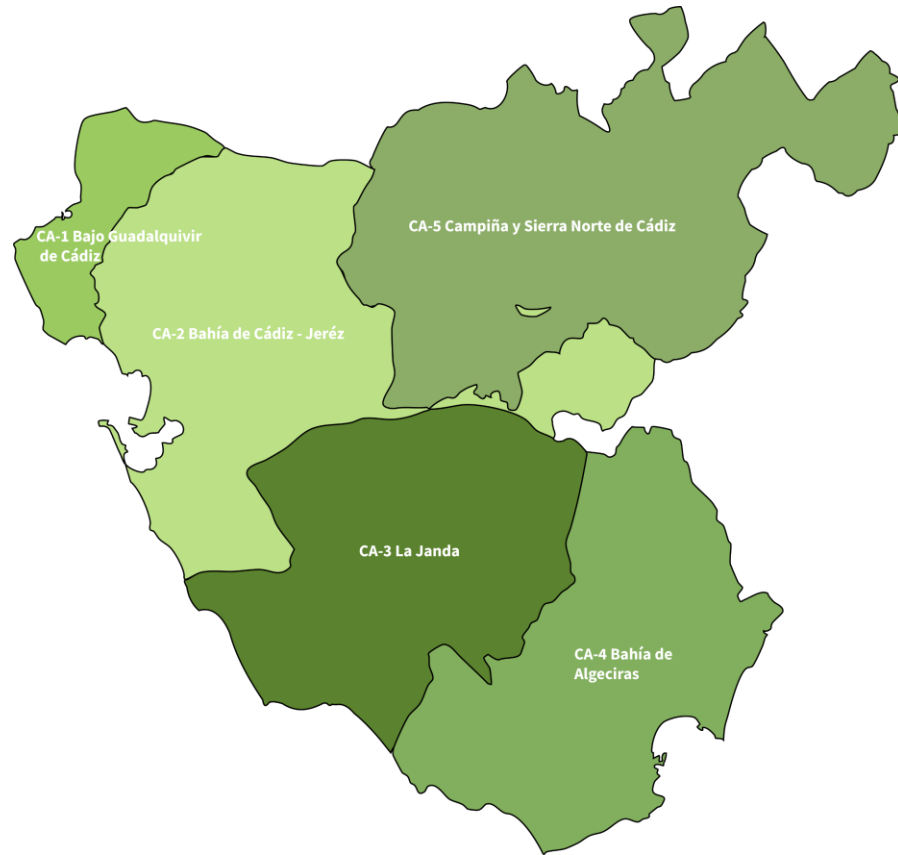 CA-5 Campiña y Sierra Norte de Cádiz
CA-1 Bajo Guadalquivir
de Cádiz
CA-2 Bahía de Cádiz - Jeréz
CA-3 La Janda
CA-4 Bahía de
Algeciras